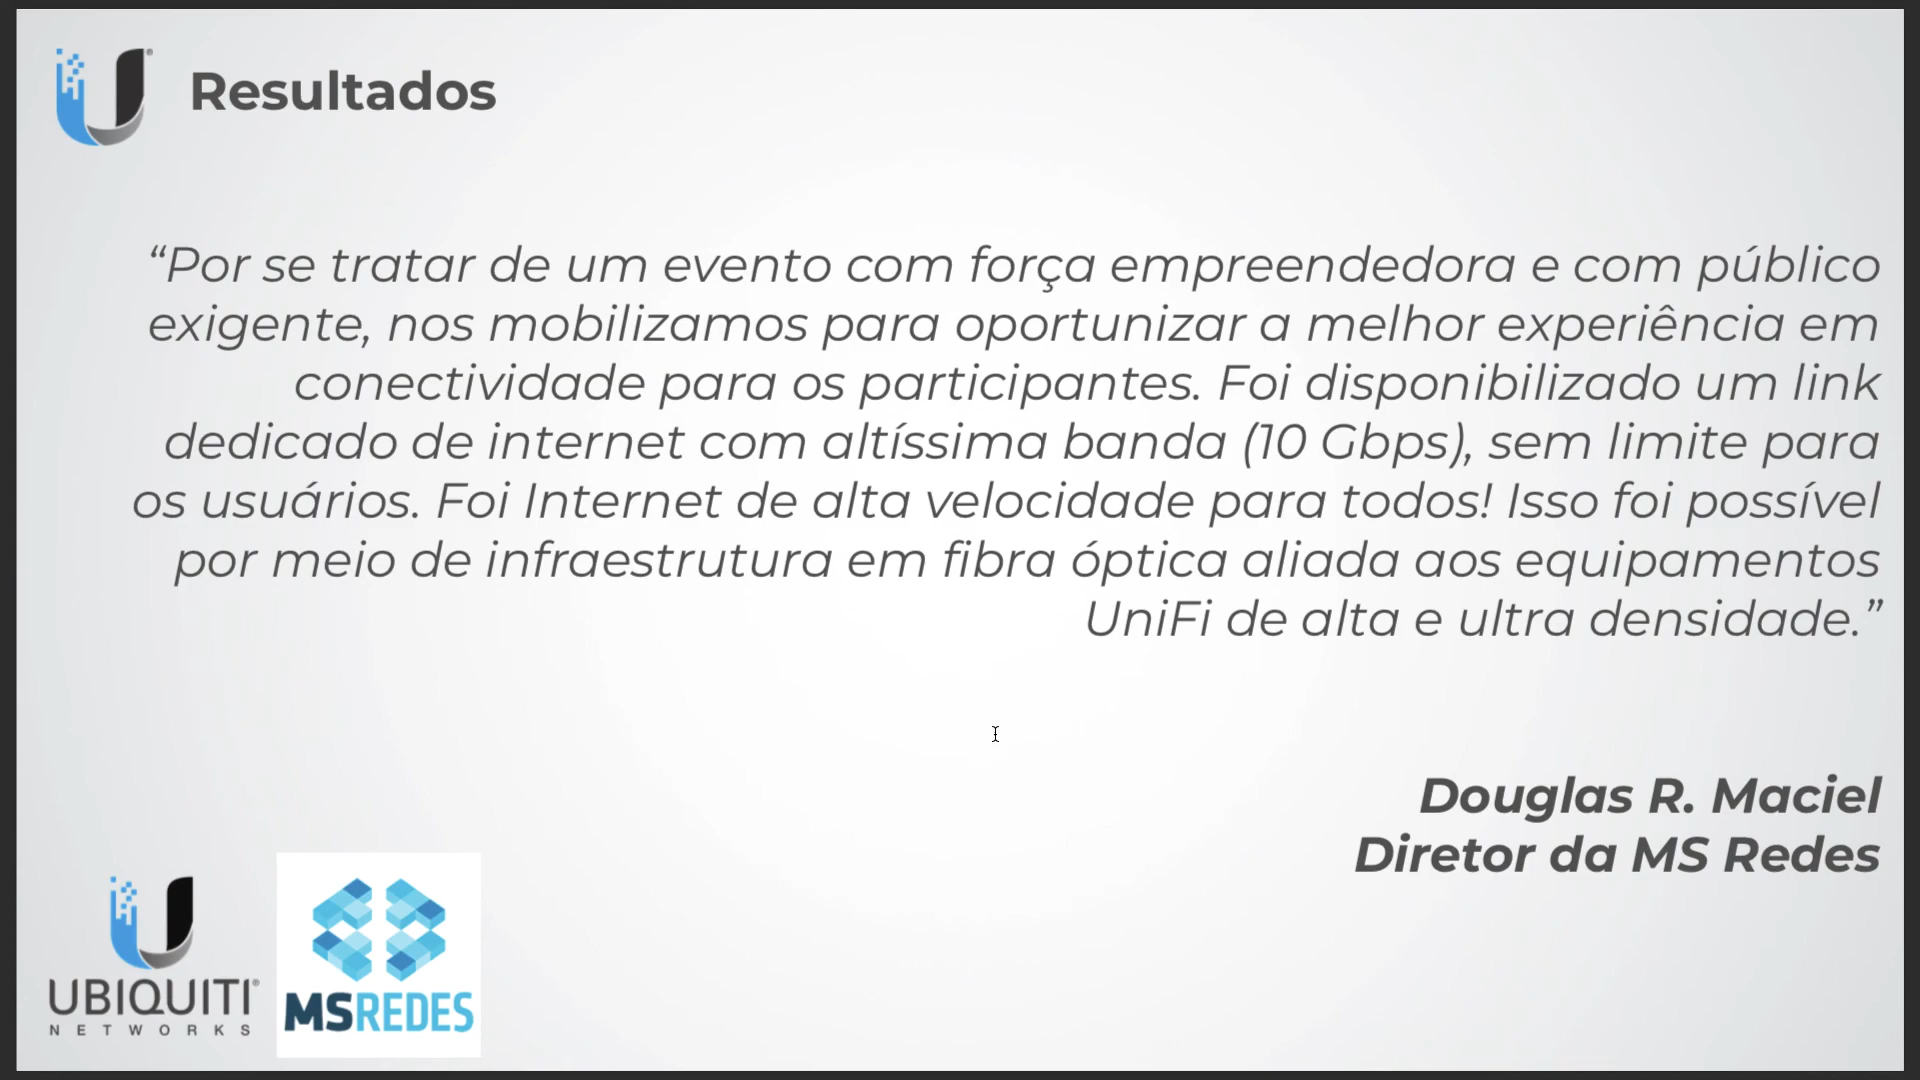 Resultados
“Por se tratar de um evento com força empreendedora e com público
exigente, nos mobilizamos para oportunizar a melhor experiência em
conectividade para os participantes. Foi disponibilizado um link
dedicado de internet com altíssima banda (10 Gbps), sem limite para
os usuários. Foi Internet de alta velocidade para todos! Isso foi possível
por meio de infraestrutura em fibra óptica aliada aos equipamentos
UniFi de alta e ultra densidade.”
Douglas R. Maciel
Diretor da MS Redes
UBIQUITI®
NETWORKS
MSREDES